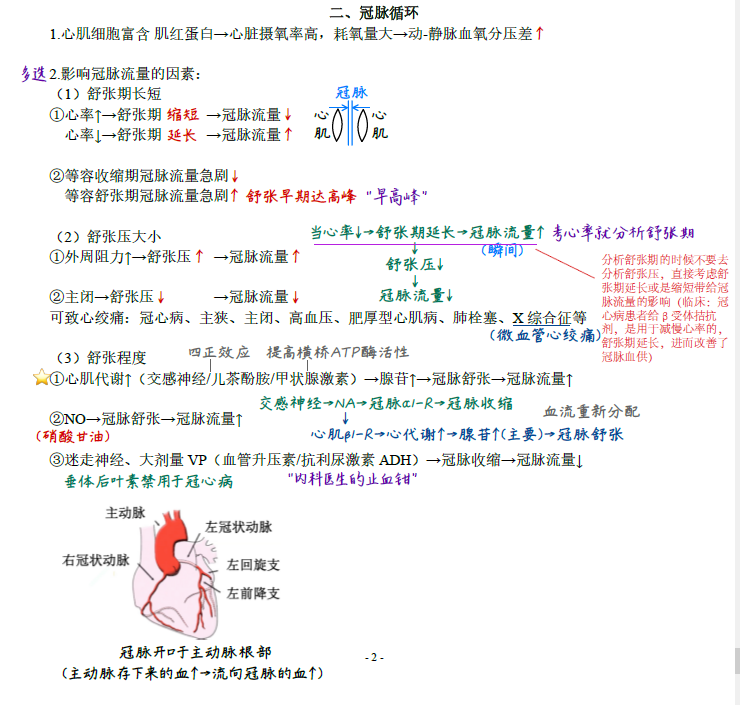 二、冠脉循环
1.心肌细胞富含 肌红蛋白→心脏摄氧率高，耗氧量大→动-静脉血氧分压差↑
多选 2.影响冠脉流量的因素：
（1）舒张期长短
冠脉
①心率↑→舒张期 缩短 →冠脉流量↓
心率↓→舒张期 延长 →冠脉流量↑
心肌 心肌
②等容收缩期冠脉流量急剧↓
等容舒张期冠脉流量急剧↑ 舒张早期达高峰 "早高峰"
（2）舒张压大小
当心率↓→舒张期延长→冠脉流量↑ 考心率就分析舒张期
（瞬间）
①外周阻力↑→舒张压↑ →冠脉流量↑
舒张压↓
②主闭→舒张压↓ →冠脉流量↓
冠脉流量↓
分析舒张期的时候不要去
分析舒张压，直接考虑舒
张期延长或是缩短带给冠
脉流量的影响（临床：冠
心病患者给β受体拮抗
剂，是用于减慢心率的，
舒张期延长，进而改善了
冠脉血供）
可致心绞痛：冠心病、主狭、主闭、高血压、肥厚型心肌病、肺栓塞、X 综合征等
(微血管心绞痛)
（3）舒张程度
四正效应 提高横桥ATP酶活性
①心肌代谢↑（交感神经/儿茶酚胺/甲状腺激素）→腺苷↑→冠脉舒张→冠脉流量↑
交感神经→NA→冠脉α1-R→冠脉收缩
血流重新分配
②NO→冠脉舒张→冠脉流量↑
(硝酸甘油)
心肌β1-R→心代谢↑→腺苷↑(主要)→冠脉舒张
③迷走神经、大剂量 VP（血管升压素/抗利尿激素 ADH）→冠脉收缩→冠脉流量↓
垂体后叶素禁用于冠心病 "内科医生的止血钳"
主动脉
左冠状动脉
右冠状动脉
左回旋支
左前降支
冠脉开口于主动脉根部
(主动脉存下来的血↑→流向冠脉的血↑)
- 2 -